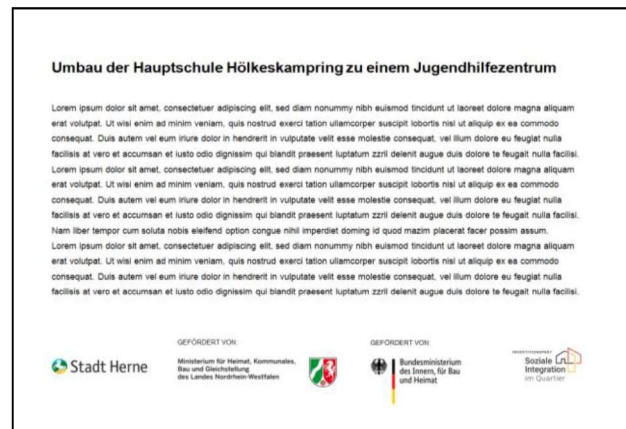 Umbau der Hauptschule Hölkeskampring zu einem Jugendhilfezentrum
Lorem ipsum dolor sit amet, consectetuer adipiscing elit, sed diam nonummy nibh euismod tincidunt ut laoreet dolore magna aliquam
erat volutpat. Ut wisi enim ad minim veniam, quis nostrud exerci tation ullamcorper suscipit lobortis nisl ut aliquip ex ea commodo
consequat. Duis autem vel eum iriure dolor in hendrerit in vulputate velit esse molestie consequat, vel illum dolore eu feugiat nulla
facilisis at vero et accumsan et iusto odio dignissim qui blandit praesent luptatum zzril delenit augue duis dolore te feugait nulla facilisi.
Lorem ipsum dolor sit amet, consectetuer adipiscing elit, sed diam nonummy nibh euismod tincidunt ut laoreet dolore magna aliquam
erat volutpat. Ut wisi enim ad minim veniam, quis nostrud exerci tation ullamcorper suscipit lobortis nisl ut aliquip ex ea commodo
consequat. Duis autem vel eum iriure dolor in hendrerit in vulputate velit esse molestie consequat, vel illum dolore eu feugiat nulla
facilisis at vero et accumsan et iusto odio dignissim qui blandit praesent luptatum zzril delenit augue duis dolore te feugait nulla facilisi.
Nam liber tempor cum soluta nobis eleifend option congue nihil imperdiet doming id quod mazim placerat facer possim assum.
Lorem ipsum dolor sit amet, consectetuer adipiscing elit, sed diam nonummy nibh euismod tincidunt ut laoreet dolore magna aliquam
erat volutpat. Ut wisi enim ad minim veniam, quis nostrud exerci tation ullamcorper suscipit lobortis nisl ut aliquip ex ea commodo
consequat. Duis autem vel eum iriure dolor in hendrerit in vulputate velit esse molestie consequat, vel illum dolore eu feugiat nulla
facilisis at vero et accumsan et iusto odio dignissim qui blandit praesent luptatum zzril delenit augue duis dolore te feugait nulla facilisi.
Stadt Herne
GEFÖRDERT VON:
Ministerium für Heimat, Kommunales,
Bau und Gleichstellung
des Landes Nordrhein-Westfalen
GEFÖRDERT VON:
Bundesministerium
des Innern, für Bau
und Heimat
INVESTITIONSPAKT
Soziale
Integration
im Quartier